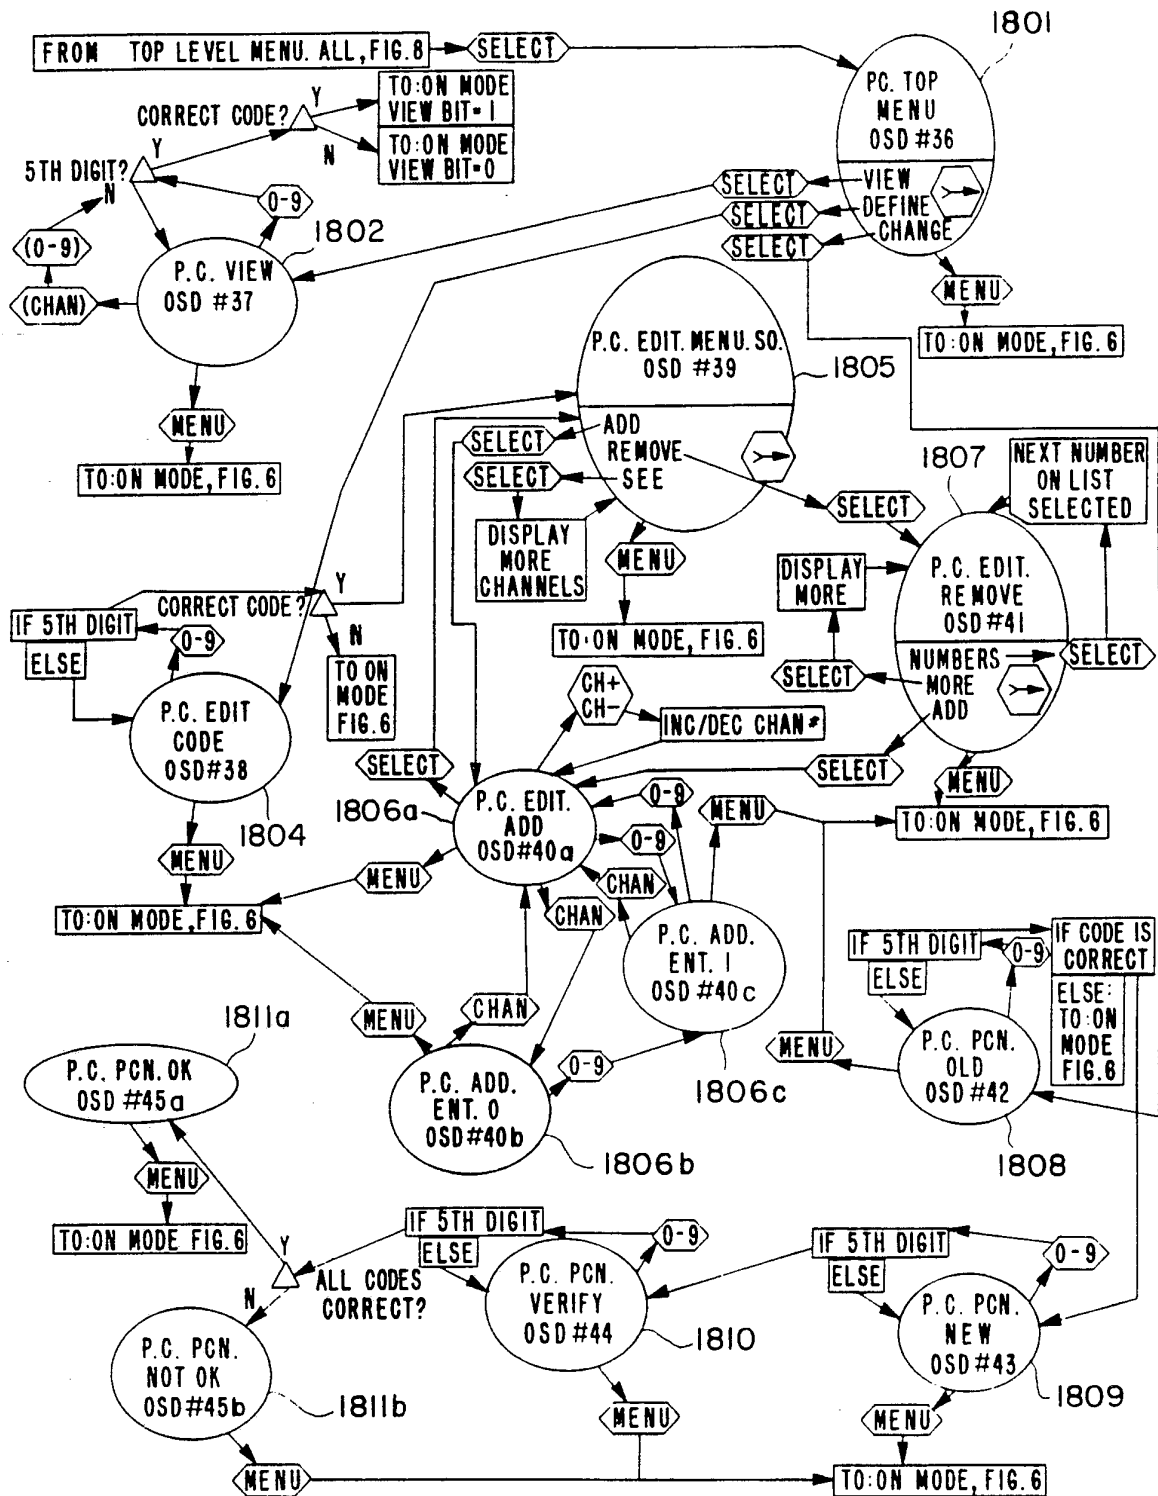 1801
FROM TOP LEVEL MENU. ALL, FIG. 8
SELECT
PC. TOP
MENU
OSD #36
VIEW
DEFINE
CHANGE
SELECT
SELECT
SELECT
MENU
TO:ON MODE, FIG. 6
CORRECT CODE?
Y
N
TO:ON MODE
VIEW BIT=1
TO:ON MODE
VIEW BIT=0
5TH DIGIT?
Y
N
0-9
(0-9)
(CHAN)
1802
P.C. VIEW
OSD #37
MENU
TO:ON MODE, FIG. 6
P.C. EDIT. MENU. SO.
OSD #39
1805
ADD
REMOVE
SEE
SELECT
SELECT
DISPLAY
MORE
CHANNELS
MENU
TO:ON MODE, FIG. 6
SELECT
1807
NEXT NUMBER
ON LIST
SELECTED
P.C. EDIT.
REMOVE
OSD #41
NUMBERS
MORE
ADD
SELECT
DISPLAY
MORE
SELECT
SELECT
MENU
TO:ON MODE, FIG. 6
CORRECT CODE?
Y
N
TO ON
MODE
FIG. 6
IF 5TH DIGIT
ELSE
0-9
P.C. EDIT
CODE
OSD#38
1804
MENU
TO:ON MODE, FIG. 6
CH+
CH-
INC/DEC CHAN#
SELECT
1806a
P.C. EDIT.
ADD
OSD#40a
0-9
0-9
MENU
MENU
CHAN
CHAN
P.C. ADD.
ENT. 1
OSD #40c
1806c
MENU
CHAN
0-9
P.C. ADD.
ENT. 0
OSD #40b
1806b
IF 5TH DIGIT
ELSE
0-9
IF CODE IS
CORRECT
ELSE:
TO:ON
MODE
FIG. 6
MENU
P.C. PCN.
OLD
OSD #42
1808
1811a
P.C. PCN. OK
OSD #45a
MENU
TO:ON MODE FIG. 6
Y
N
ALL CODES
CORRECT?
IF 5TH DIGIT
ELSE
0-9
P.C. PCN.
VERIFY
OSD #44
1810
MENU
IF 5TH DIGIT
ELSE
0-9
P.C. PCN.
NEW
OSD #43
1809
MENU
P.C. PCN.
NOT OK
OSD #45b
1811b
MENU
TO:ON MODE, FIG. 6